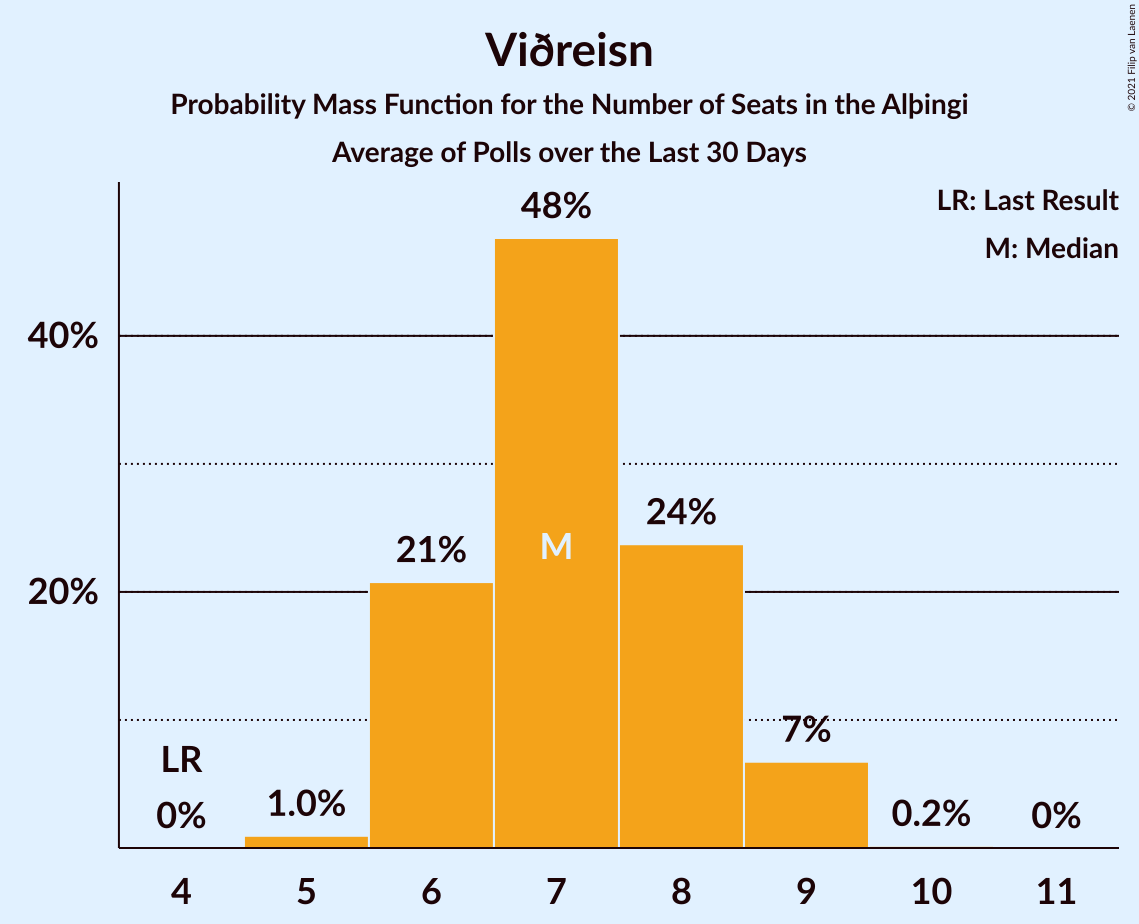 Viðreisn
Probability Mass Function for the Number of Seats in the Alþingi
Average of Polls over the Last 30 Days
© 2021 Filip van Laenen
LR: Last Result
M: Median
48%
40%
24%
21%
M
20%
7%
LR
1.0%
0%
0.2%
0%
4 5 6 7 8 9 10 11